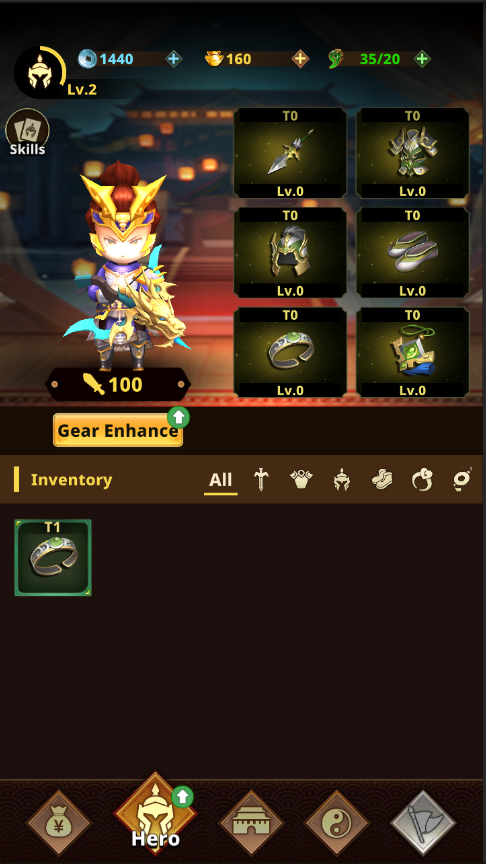 1440
160
35/20
Lv.2
Skills
T0
T0
Lv.0
Lv.0
T0
T0
Lv.0
Lv.0
T0
T0
Lv.0
Lv.0
100
Gear Enhance
Inventory
All
T1
¥
Hero